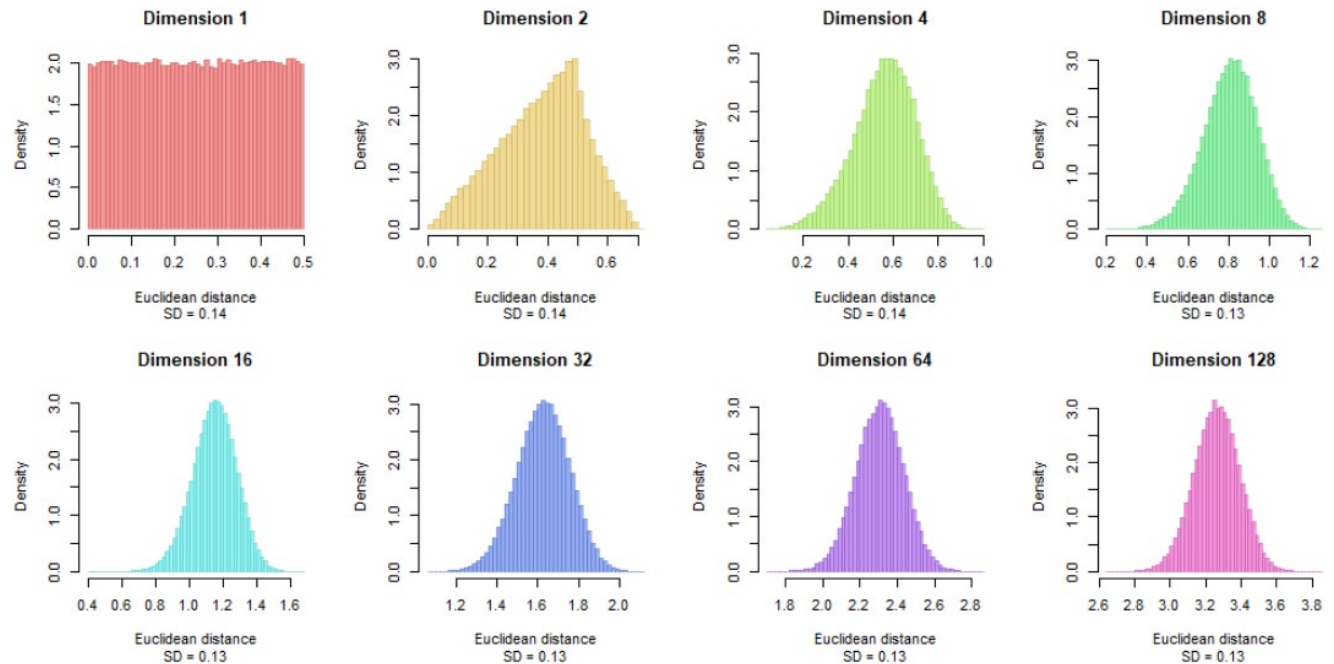 Dimension 1
Density
0.0 0.5 1.0 1.5 2.0
0.0 0.1 0.2 0.3 0.4 0.5
Euclidean distance
SD = 0.14
Dimension 2
Density
0.0 1.0 2.0 3.0
0.0 0.2 0.4 0.6
Euclidean distance
SD = 0.14
Dimension 4
Density
0.0 1.0 2.0 3.0
0.2 0.4 0.6 0.8 1.0
Euclidean distance
SD = 0.14
Dimension 8
Density
0.0 1.0 2.0 3.0
0.2 0.4 0.6 0.8 1.0 1.2
Euclidean distance
SD = 0.13
Dimension 16
Density
0.0 1.0 2.0 3.0
0.4 0.6 0.8 1.0 1.2 1.4 1.6
Euclidean distance
SD = 0.13
Dimension 32
Density
0.0 1.0 2.0 3.0
1.2 1.4 1.6 1.8 2.0
Euclidean distance
SD = 0.13
Dimension 64
Density
0.0 1.0 2.0 3.0
1.8 2.0 2.2 2.4 2.6 2.8
Euclidean distance
SD = 0.13
Dimension 128
Density
0.0 1.0 2.0 3.0
2.6 2.8 3.0 3.2 3.4 3.6 3.8
Euclidean distance
SD = 0.13